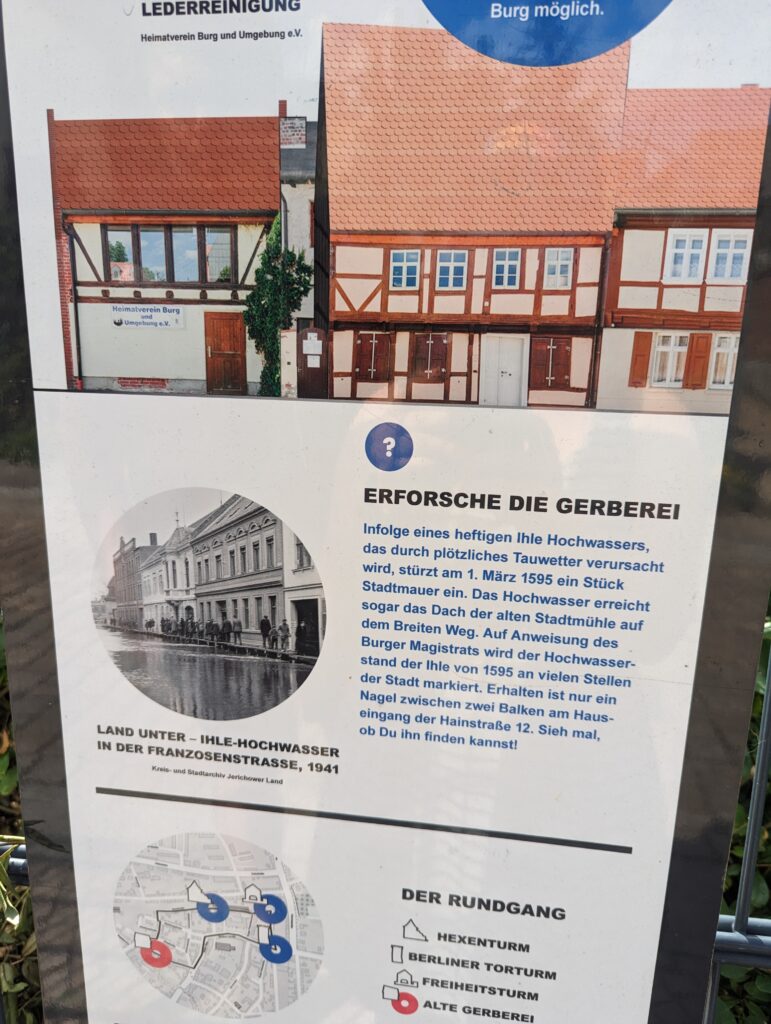 LEDERREINIGUNG
Heimatverein Burg und Umgebung e.V.
Burg möglich.
Heimatverein Burg
und
Umgebung e.V.
?
ERFORSCHE DIE GERBEREI
Infolge eines heftigen Ihle Hochwassers,
das durch plötzliches Tauwetter verursacht
wird, stürzt am 1. März 1595 ein Stück
Stadtmauer ein. Das Hochwasser erreicht
sogar das Dach der alten Stadtmühle auf
dem Breiten Weg. Auf Anweisung des
Burger Magistrats wird der Hochwasser-
stand der Ihle von 1595 an vielen Stellen
der Stadt markiert. Erhalten ist nur ein
Nagel zwischen zwei Balken am Haus-
eingang der Hainstraße 12. Sieh mal,
ob Du ihn finden kannst!
LAND UNTER – IHLE-HOCHWASSER
IN DER FRANZOSENSTRASSE, 1941
Kreis- und Stadtarchiv Jerichower Land
DER RUNDGANG
HEXENTURM
BERLINER TORTURM
FREIHEITSTURM
ALTE GERBEREI